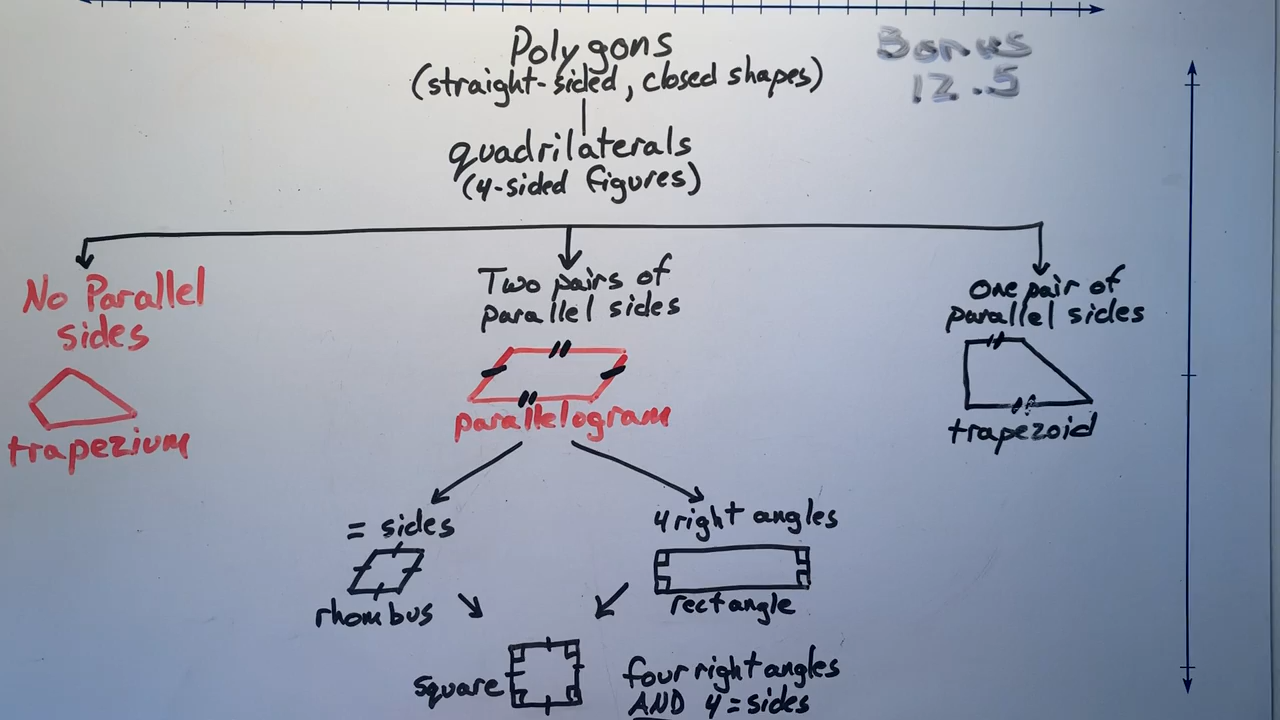 Polygons
(straight-sided, closed shapes)
Bonus
12.5
quadrilaterals
(4-sided figures)
No Parallel
sides
trapezium
Two pairs of
parallel sides
parallelogram
One pair of
parallel sides
trapezoid
= sides
rhombus
4 right angles
rectangle
square
four right angles
AND 4 = sides